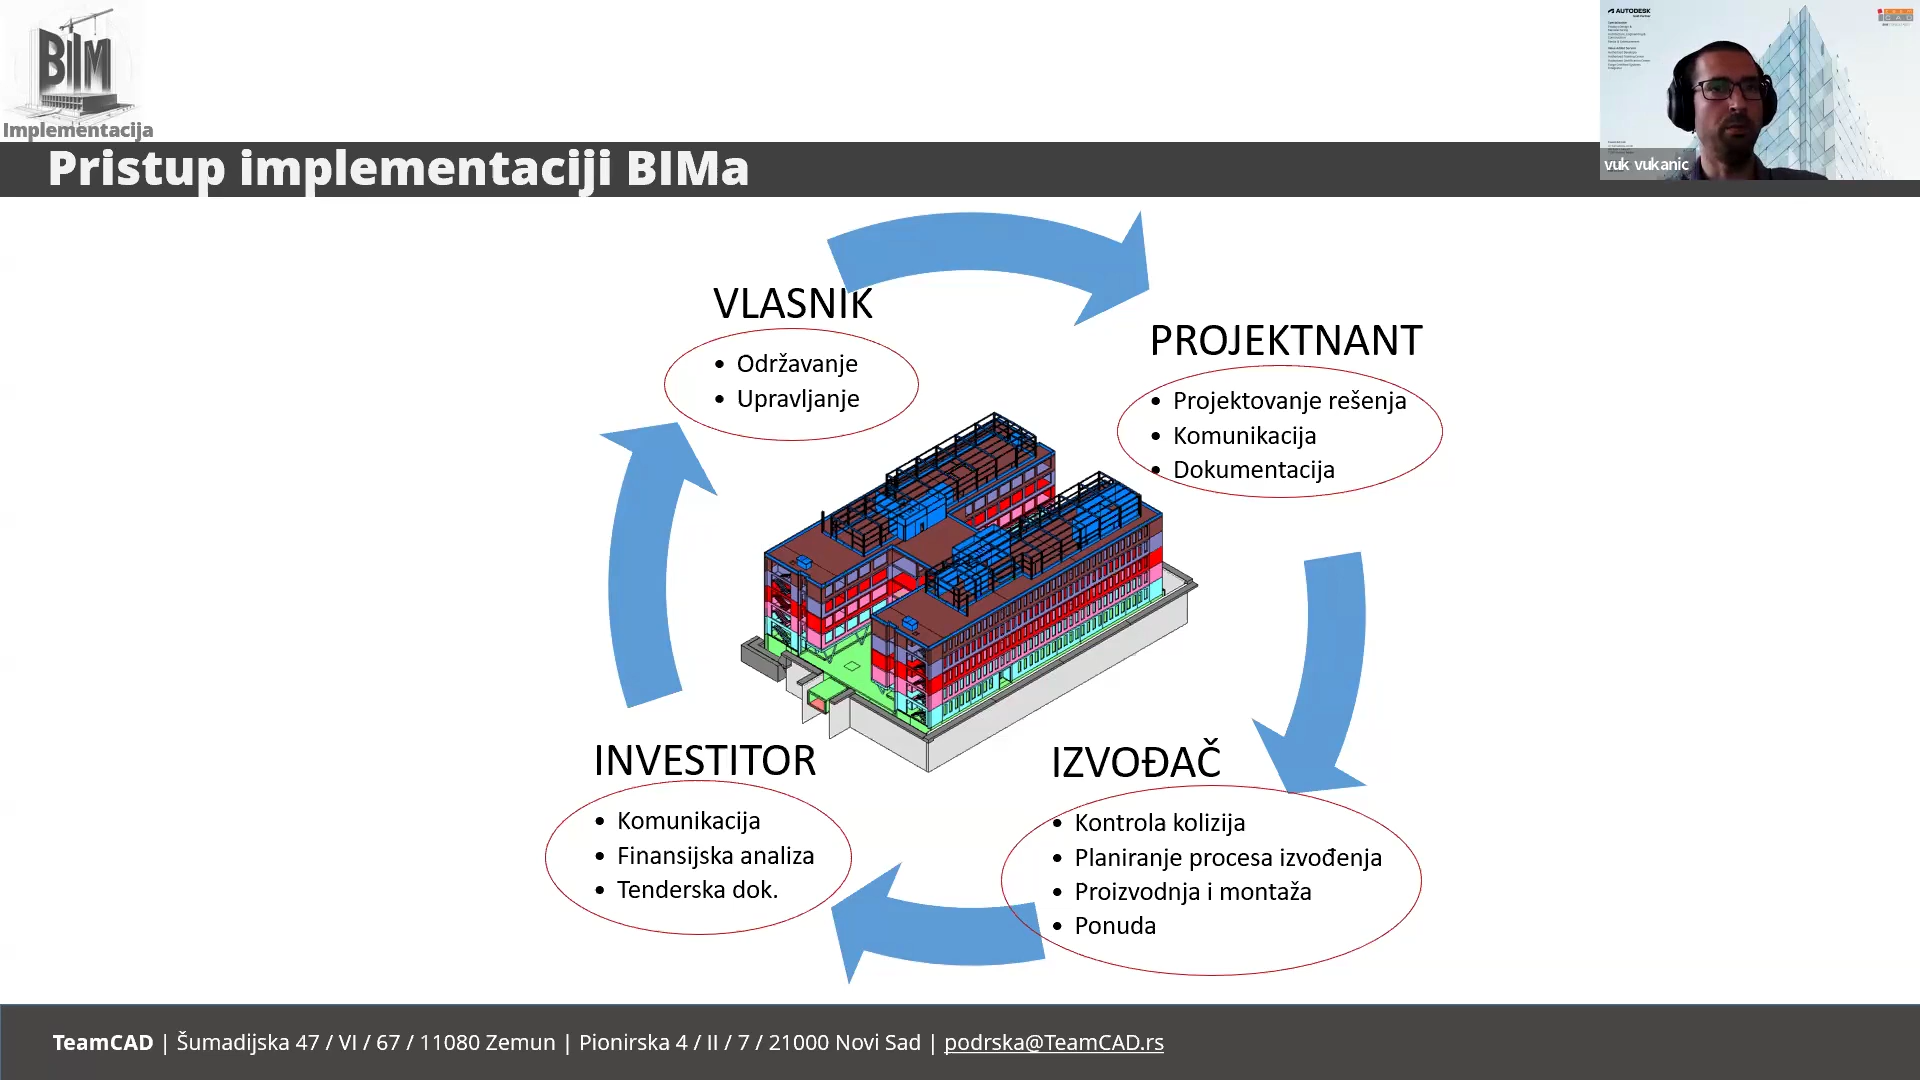 BIM
Implementacija
Pristup implementaciji BIMa
AUTODESK
vuk vukanic
VLASNIK
• Održavanje
• Upravljanje
PROJEKTNANT
• Projektovanje rešenja
• Komunikacija
• Dokumentacija
INVESTITOR
• Komunikacija
• Finansijska analiza
• Tenderska dok.
IZVOĐAČ
• Kontrola kolizija
• Planiranje procesa izvođenja
• Proizvodnja i montaža
• Ponuda
TeamCAD | Šumadijska 47 / VI / 67 / 11080 Zemun | Pionirska 4 / II / 7 / 21000 Novi Sad | podrska@TeamCAD.rs